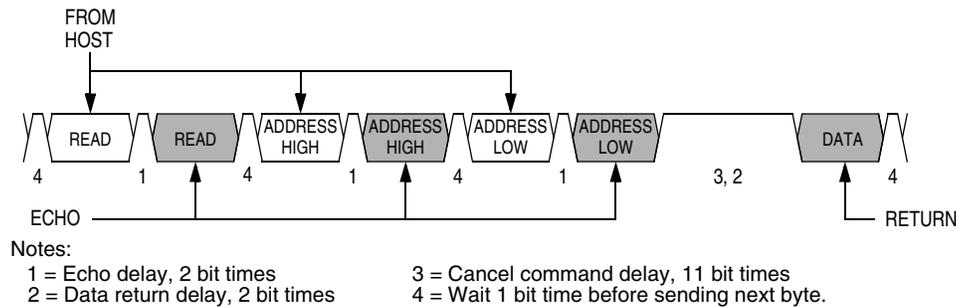 FROM
HOST
READ READ ADDRESS HIGH ADDRESS HIGH ADDRESS LOW ADDRESS LOW DATA
4 1 4 1 4 1 3, 2 4
ECHO RETURN
Notes:
1 = Echo delay, 2 bit times 3 = Cancel command delay, 11 bit times
2 = Data return delay, 2 bit times 4 = Wait 1 bit time before sending next byte.